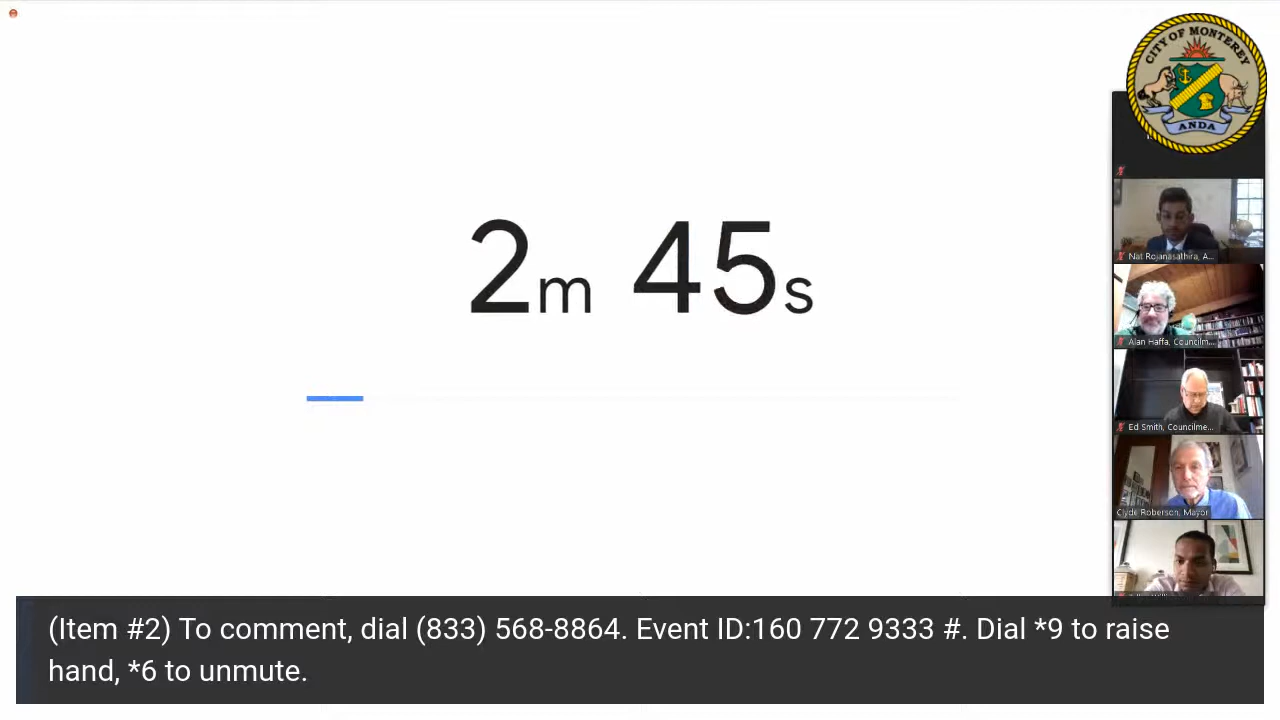 CITY OF MONTEREY
ANDA
2m 45s
Nat Rojanasathira, A...
Alan Haffa, Councilm...
Ed Smith, Councilme...
Clyde Roberson, Mayor
(Item #2) To comment, dial (833) 568-8864. Event ID:160 772 9333 #. Dial *9 to raise
hand, *6 to unmute.